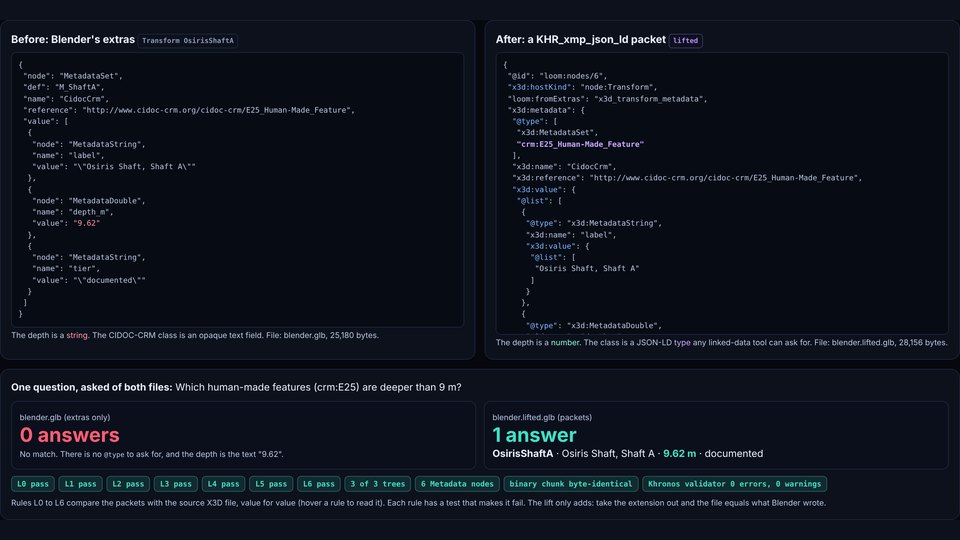 Before: Blender's extras Transform OsirisShaftA
{
"node": "MetadataSet",
"def": "M_ShaftA",
"name": "CidocCrm",
"reference": "http://www.cidoc-crm.org/cidoc-crm/E25_Human-Made_Feature",
"value": [
{
"node": "MetadataString",
"name": "label",
"value": "\"Osiris Shaft, Shaft A\""
},
{
"node": "MetadataDouble",
"name": "depth_m",
"value": "9.62"
},
{
"node": "MetadataString",
"name": "tier",
"value": "\"documented\""
}
]
}
The depth is a string. The CIDOC-CRM class is an opaque text field. File: blender.glb, 25,180 bytes.
After: a KHR_xmp_json_ld packet lifted
{
"@id": "loom:nodes/6",
"x3d:hostKind": "node:Transform",
"loom:fromExtras": "x3d_transform_metadata",
"x3d:metadata": {
"@type": [
"x3d:MetadataSet",
"crm:E25_Human-Made_Feature"
],
"x3d:name": "CidocCrm",
"x3d:reference": "http://www.cidoc-crm.org/cidoc-crm/E25_Human-Made_Feature",
"x3d:value": {
"@list": [
{
"@type": "x3d:MetadataString",
"x3d:name": "label",
"x3d:value": {
"@list": [
"Osiris Shaft, Shaft A"
]
}
},
{
"@type": "x3d:MetadataDouble",
The depth is a number. The class is a JSON-LD type any linked-data tool can ask for. File: blender.lifted.glb, 28,156 bytes.
One question, asked of both files: Which human-made features (crm:E25) are deeper than 9 m?
blender.glb (extras only)
0 answers
No match. There is no @type to ask for, and the depth is the text "9.62".
blender.lifted.glb (packets)
1 answer
OsirisShaftA · Osiris Shaft, Shaft A · 9.62 m · documented
L0 pass L1 pass L2 pass L3 pass L4 pass L5 pass L6 pass 3 of 3 trees 6 Metadata nodes binary chunk byte-identical Khronos validator 0 errors, 0 warnings
Rules L0 to L6 compare the packets with the source X3D file, value for value (hover a rule to read it). Each rule has a test that makes it fail. The lift only adds: take the extension out and the file equals what Blender wrote.